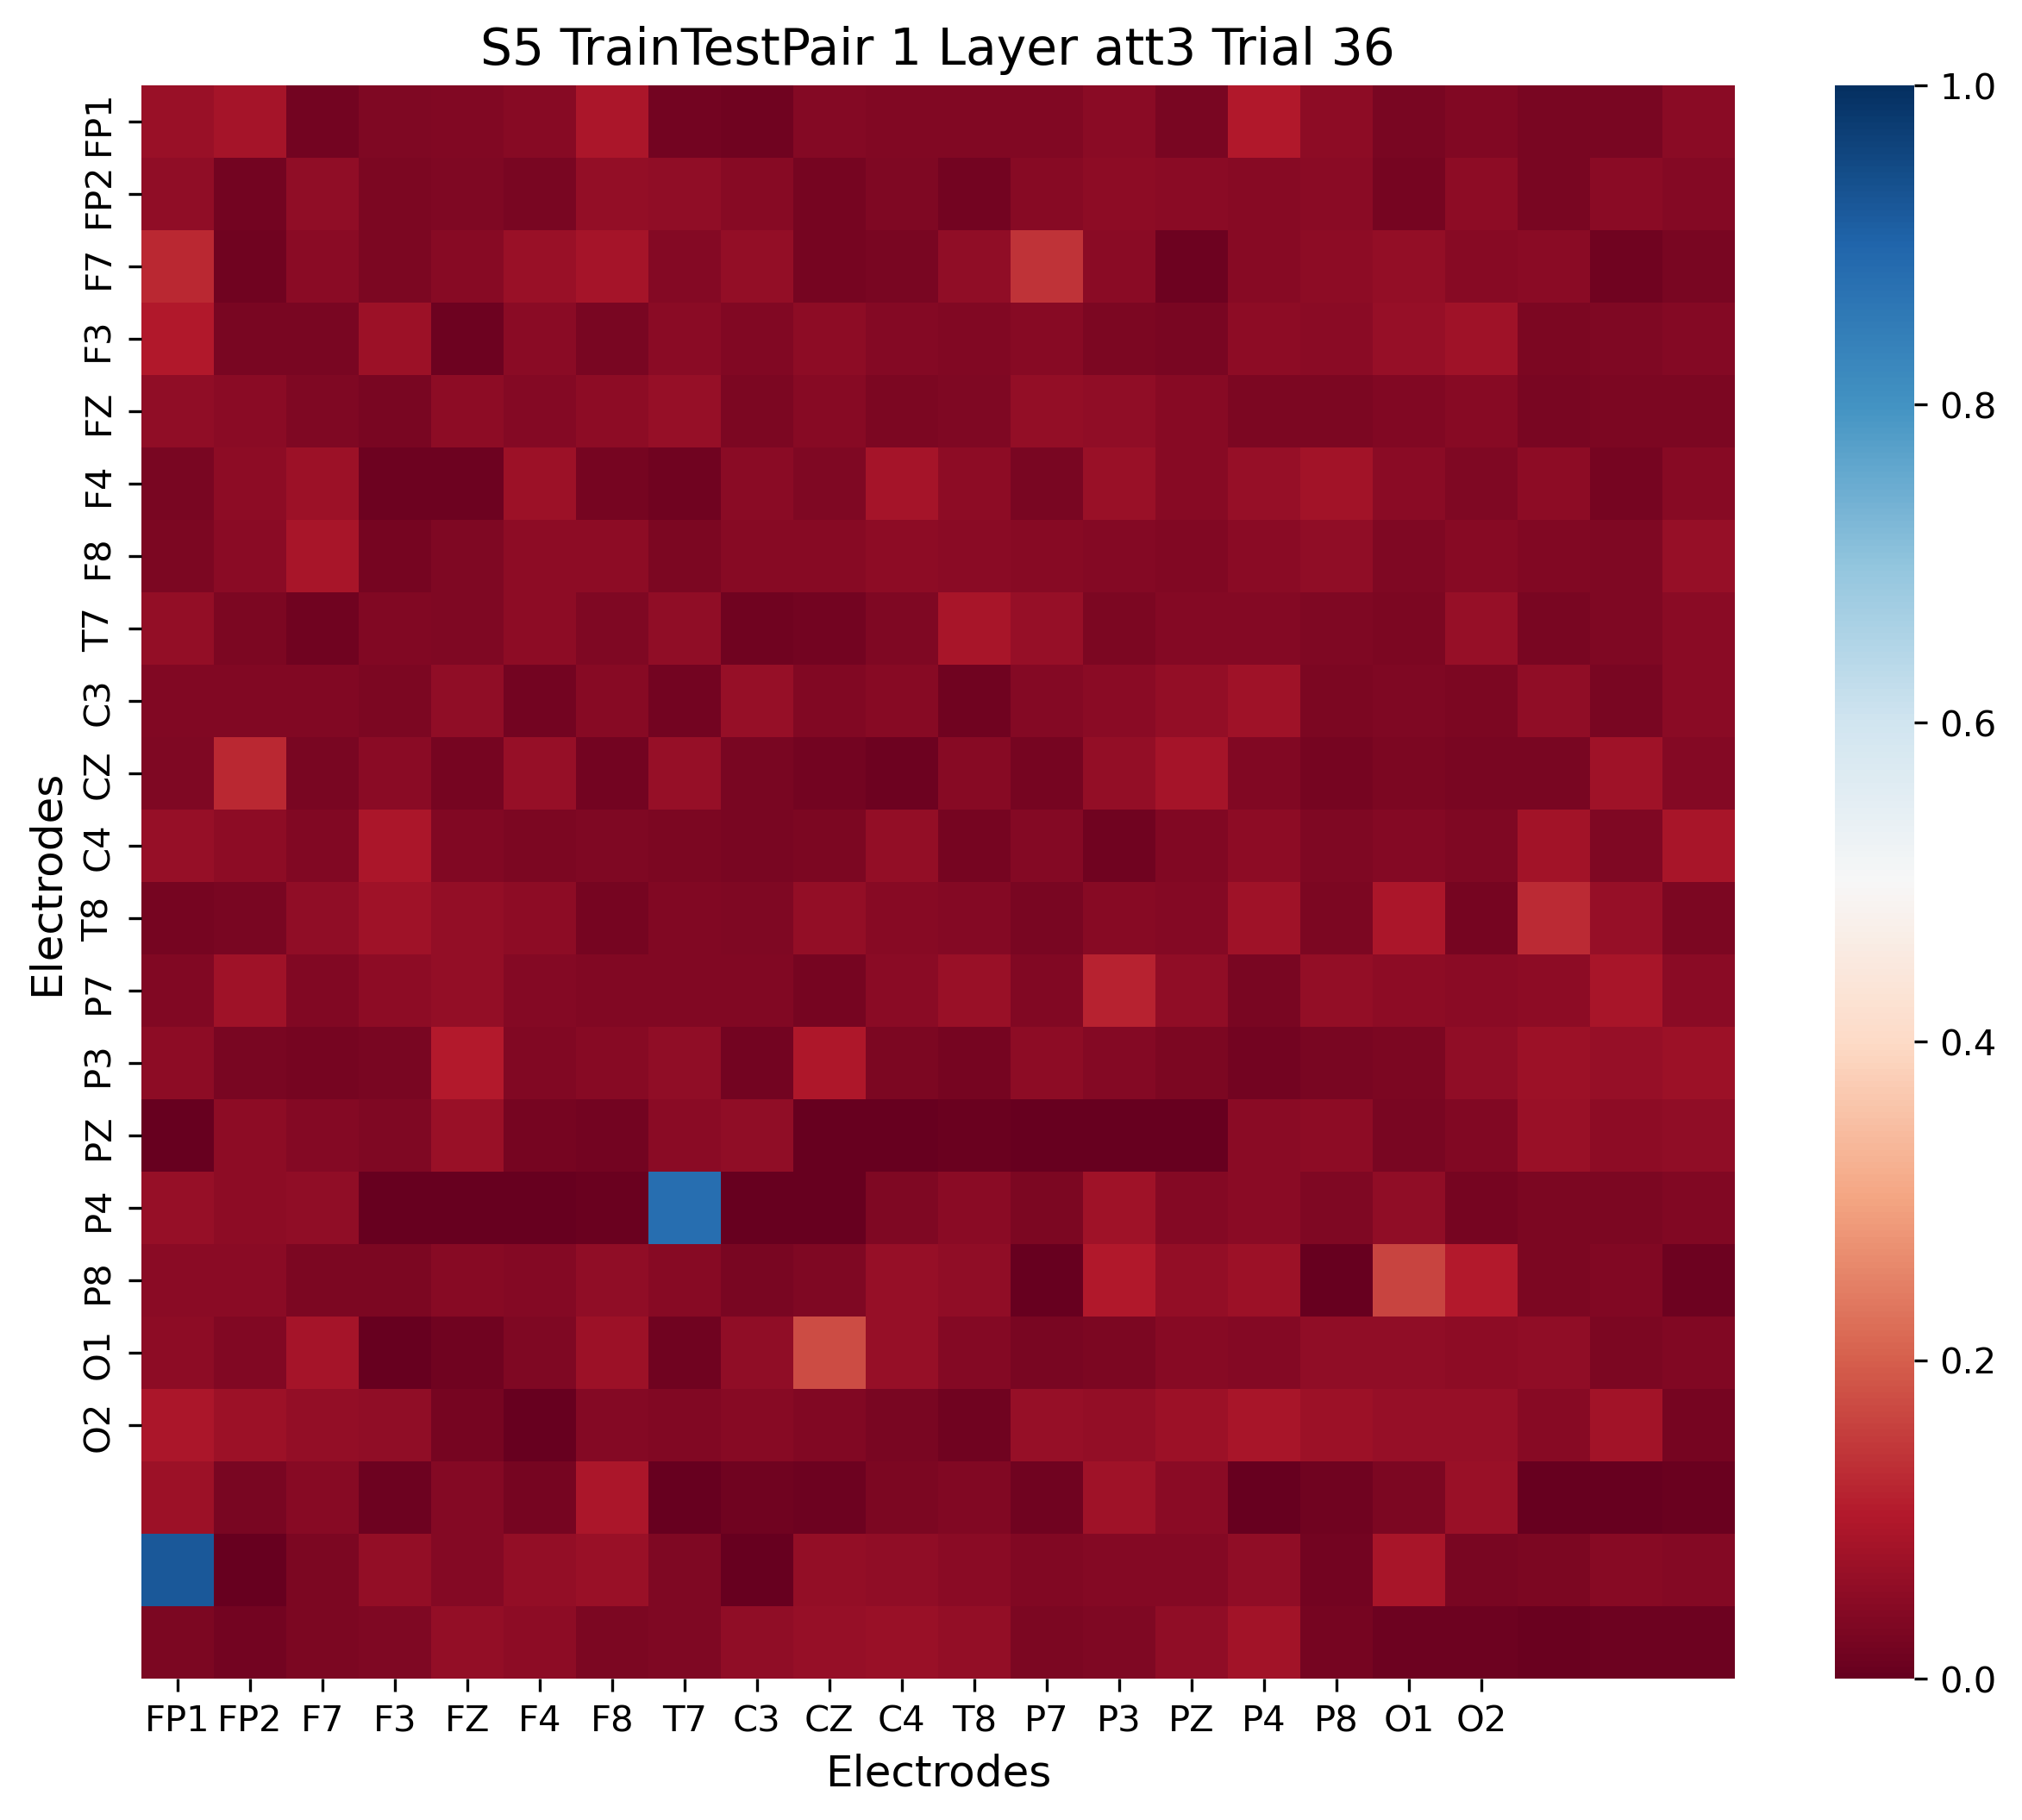 S5 TrainTestPair 1 Layer att3 Trial 36
Electrodes
FP1
FP2
F7
F3
FZ
F4
F8
T7
C3
CZ
C4
T8
P7
P3
PZ
P4
P8
O1
O2
FP1 FP2 F7 F3 FZ F4 F8 T7 C3 CZ C4 T8 P7 P3 PZ P4 P8 O1 O2
Electrodes
1.0
0.8
0.6
0.4
0.2
0.0